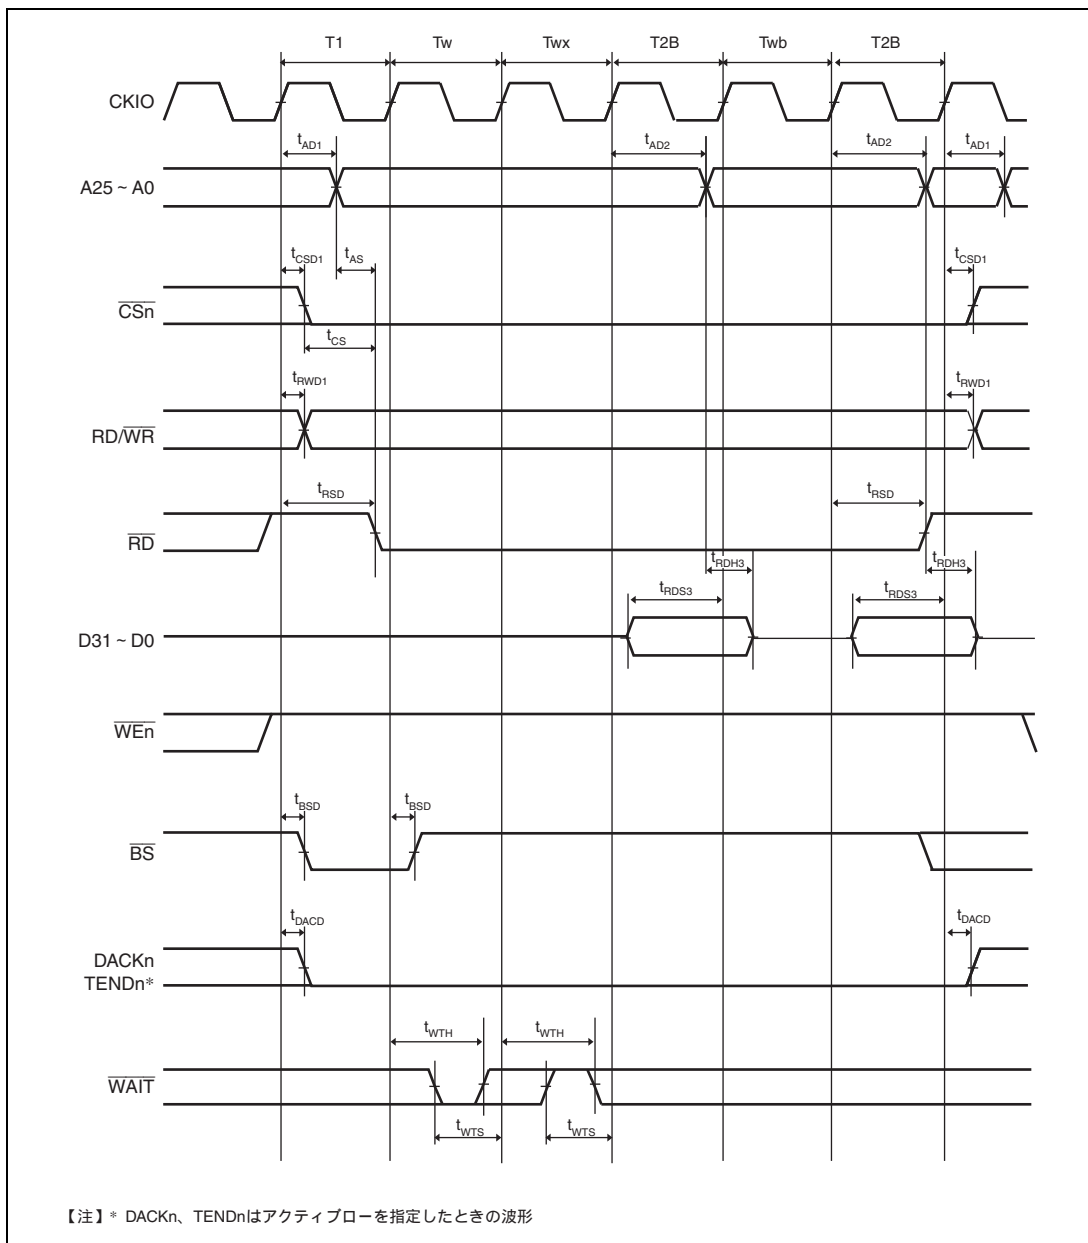 T1 Tw Twx T2B Twb T2B
CKIO
tAD1 tAD2 tAD2 tAD1
A25 ~ A0
tCSD1 tAS tCSD1
CSn
tCS
tRWD1 tRWD1
RD/WR
tRSD tRSD
RD
tRDH3 tRDH3
tRDS3 tRDS3
D31 ~ D0
WEn
tBSD tBSD
BS
tDACD tDACD
DACKn
TENDn*
tWTH tWTH
WAIT
tWTS tWTS
【注】* DACKn、TENDnはアクティブローを指定したときの波形